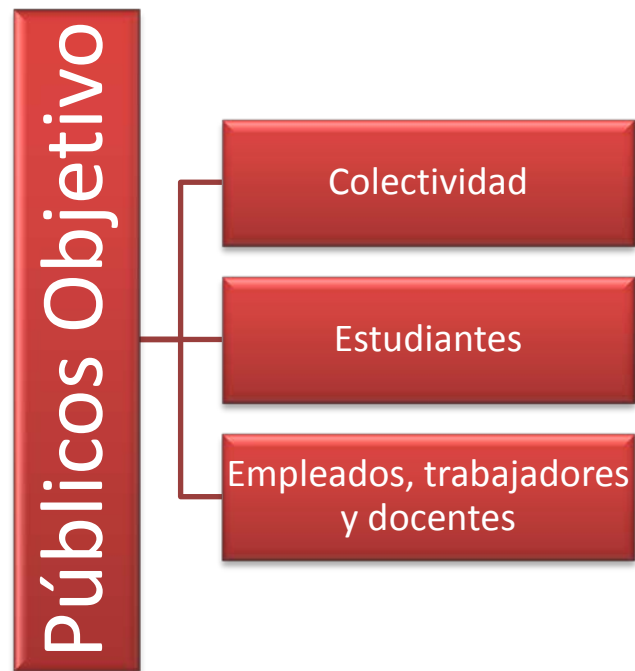 Públicos Objetivo
Colectividad
Estudiantes
Empleados, trabajadores
y docentes